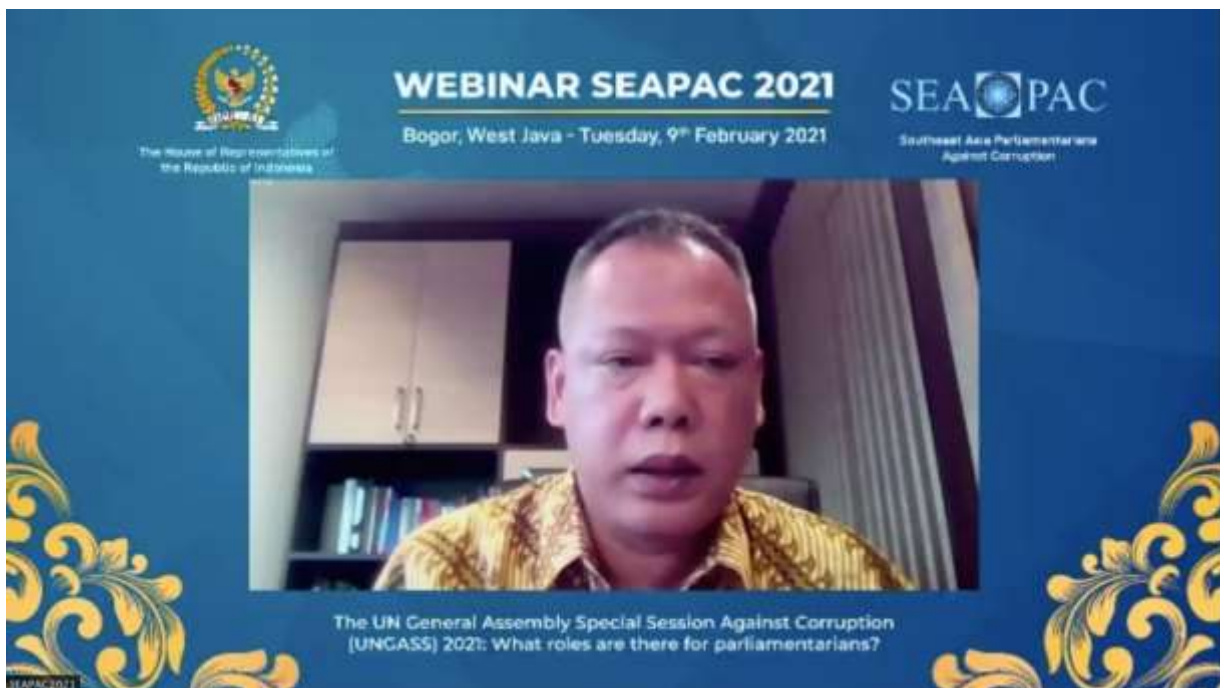 WEBINAR SEAPAC 2021
Bogor, West Java - Tuesday, 9th February 2021
The House of Representatives of
the Republic of Indonesia
SEA PAC
Southeast Asia Parliamentarians
Against Corruption
The UN General Assembly Special Session Against Corruption
(UNGASS) 2021: What roles are there for parliamentarians?
SEAPAC2021